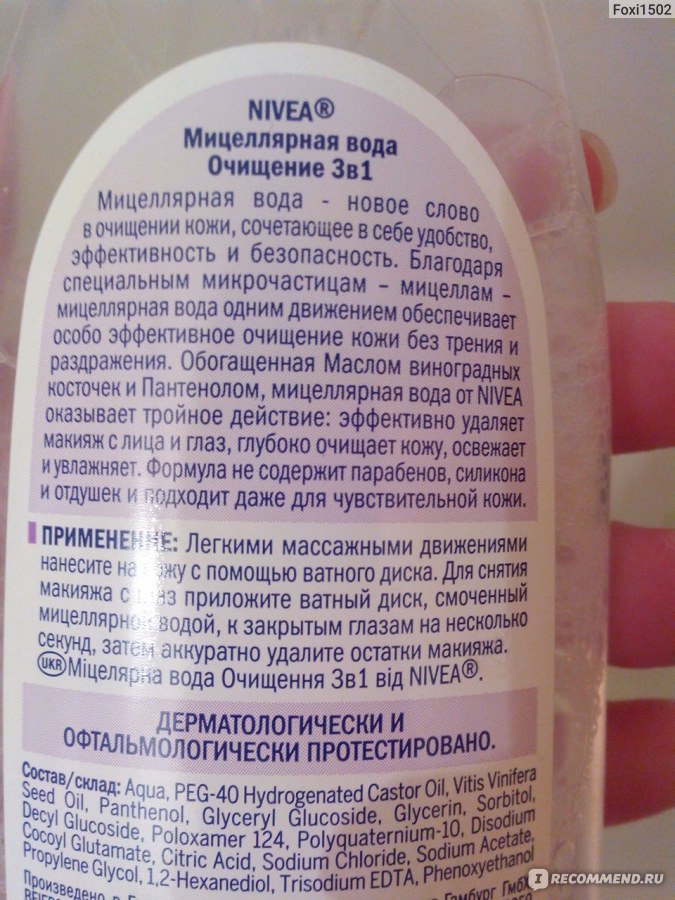 Foxi1502
NIVEA®
Мицеллярная вода
Очищение 3в1
Мицеллярная вода - новое слово
в очищении кожи, сочетающее в себе удобство,
эффективность и безопасность. Благодаря
специальным микрочастицам – мицеллам –
мицеллярная вода одним движением обеспечивает
особо эффективное очищение кожи без трения и
раздражения. Обогащенная Маслом виноградных
косточек и Пантенолом, мицеллярная вода от NIVEA
оказывает тройное действие: эффективно удаляет
макияж с лица и глаз, глубоко очищает кожу, освежает
и увлажняет. Формула не содержит парабенов, силикона
и отдушек и подходит даже для чувствительной кожи.
ПРИМЕНЕНИЕ: Легкими массажными движениями
нанесите на кожу с помощью ватного диска. Для снятия
макияжа с глаз приложите ватный диск, смоченный
мицеллярной водой, к закрытым глазам на несколько
секунд, затем аккуратно удалите остатки макияжа.
UKR Міцелярна вода Очищення 3в1 від NIVEA®.
ДЕРМАТОЛОГИЧЕСКИ И
ОФТАЛЬМОЛОГИЧЕСКИ ПРОТЕСТИРОВАНО.
Состав/склад: Aqua, PEG-40 Hydrogenated Castor Oil, Vitis Vinifera
Seed Oil, Panthenol, Glyceryl Glucoside, Glycerin, Sorbitol,
Decyl Glucoside, Poloxamer 124, Polyquaternium-10, Disodium
Cocoyl Glutamate, Citric Acid, Sodium Chloride, Sodium Acetate,
Propylene Glycol, 1,2-Hexanediol, Trisodium EDTA, Phenoxyethanol
Произведено в Гамбург ГмбХ,
IRECOMMEND.RU